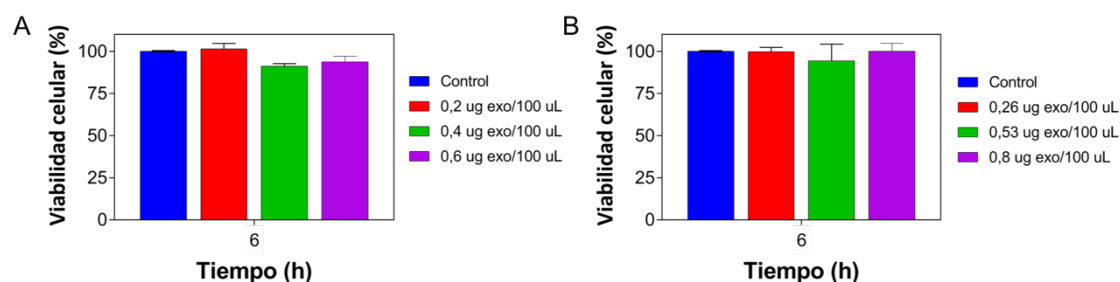 A
Viabilidad celular (%)
100
75
50
25
0
6
Tiempo (h)
Control
0,2 ug exo/100 uL
0,4 ug exo/100 uL
0,6 ug exo/100 uL
B
Viabilidad celular (%)
100
75
50
25
0
6
Tiempo (h)
Control
0,26 ug exo/100 uL
0,53 ug exo/100 uL
0,8 ug exo/100 uL